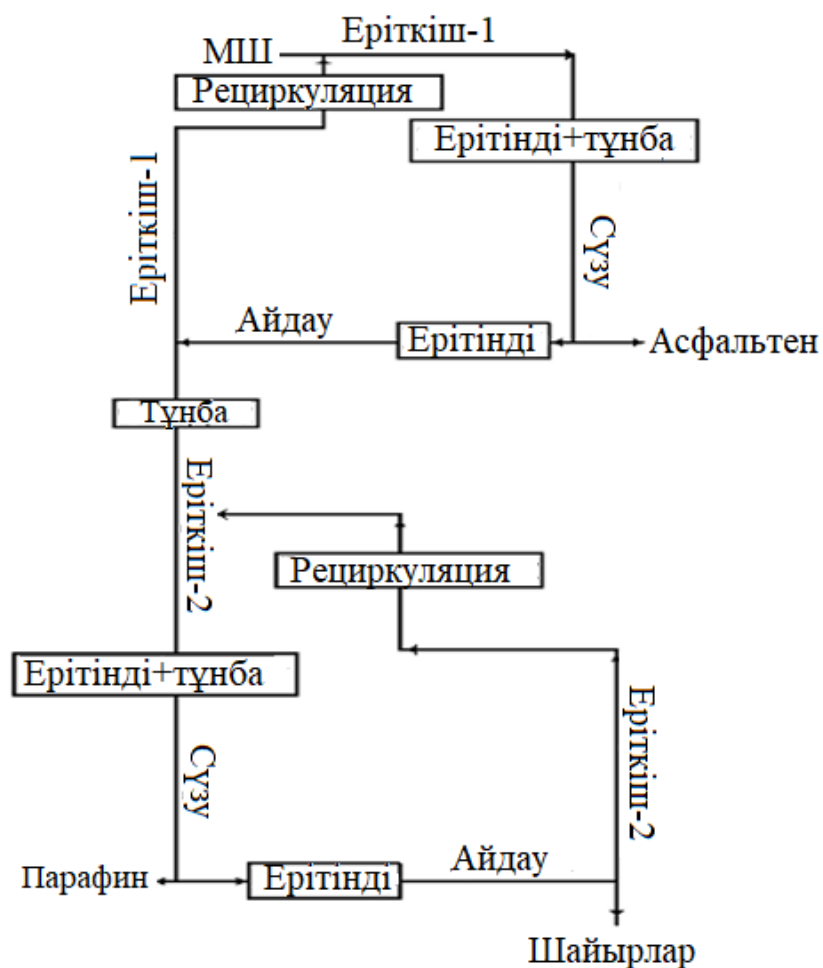 Еріткіш-1
МШ
Рециркуляция
Ерітінді+тұнба
Еріткіш-1
Сүзу
Айдау
Ерітінді
Асфальтен
Тұнба
Еріткіш-2
Рециркуляция
Ерітінді+тұнба
Еріткіш-2
Сүзу
Айдау
Парафин
Ерітінді
Шайырлар